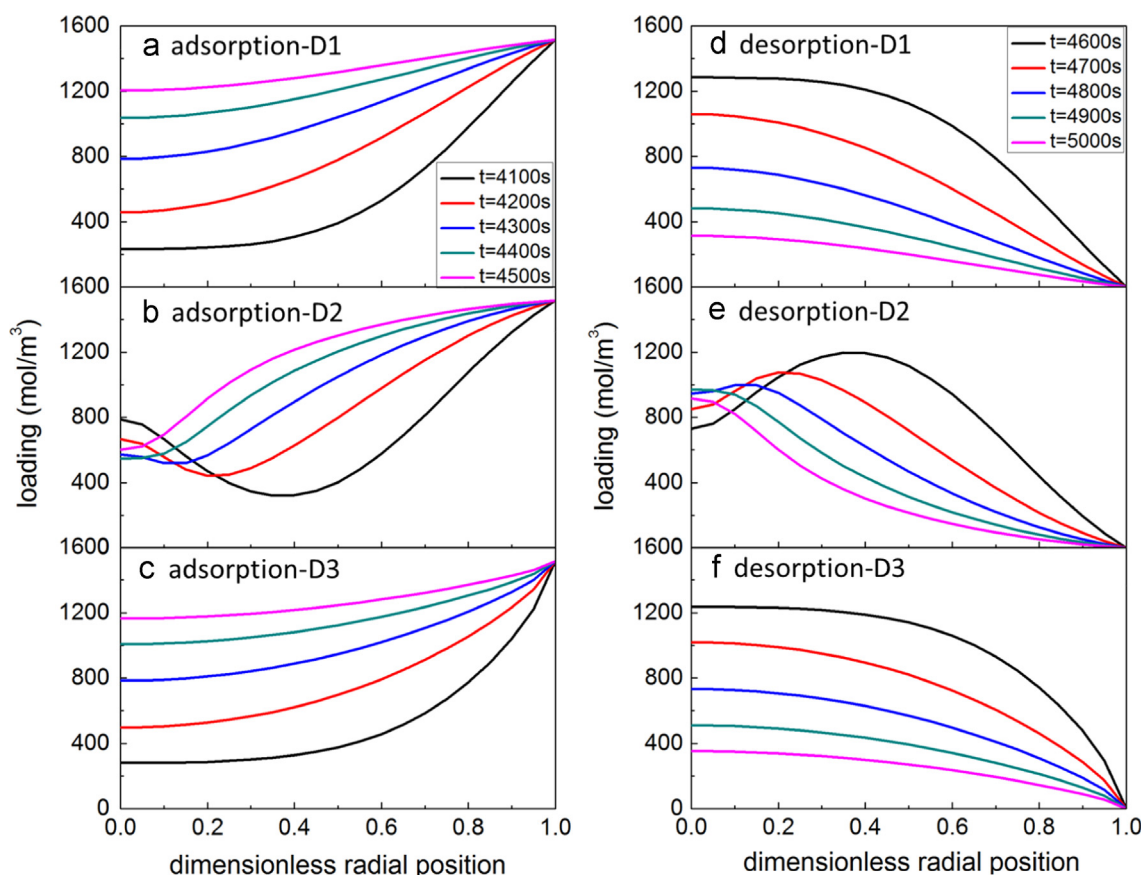 a adsorption-D1
1600
1200
800
400
t=4100s
t=4200s
t=4300s
t=4400s
t=4500s
b adsorption-D2
1600
1200
800
400
loading (mol/m³)
c adsorption-D3
1600
1200
800
400
0
0.0 0.2 0.4 0.6 0.8 1.0
dimensionless radial position
d desorption-D1
1600
1200
800
400
t=4600s
t=4700s
t=4800s
t=4900s
t=5000s
e desorption-D2
1600
1200
800
400
loading (mol/m³)
f desorption-D3
1600
1200
800
400
0
0.0 0.2 0.4 0.6 0.8 1.0
dimensionless radial position